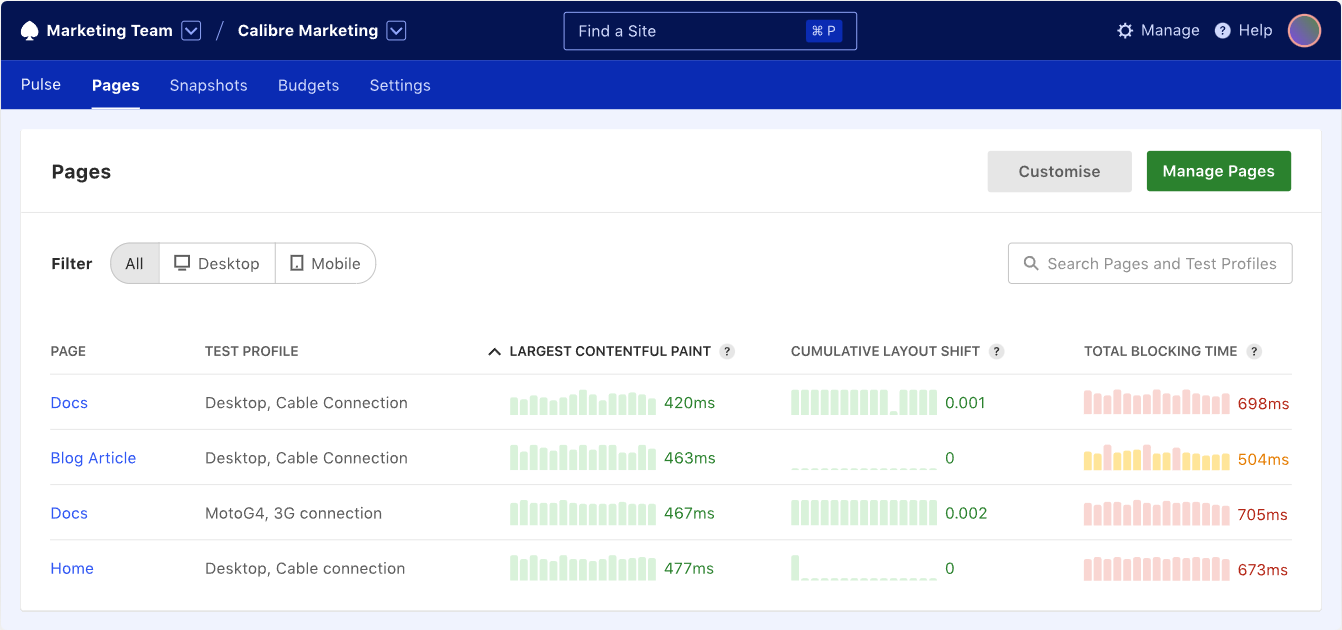 Marketing Team / Calibre Marketing Find a Site ⌘ P Manage ? Help
Pulse Pages Snapshots Budgets Settings
Pages Customise Manage Pages
Filter All Desktop Mobile Search Pages and Test Profiles
PAGE TEST PROFILE LARGEST CONTENTFUL PAINT ? CUMULATIVE LAYOUT SHIFT ? TOTAL BLOCKING TIME ?
Docs Desktop, Cable Connection 420ms 0.001 698ms
Blog Article Desktop, Cable Connection 463ms 0 504ms
Docs MotoG4, 3G connection 467ms 0.002 705ms
Home Desktop, Cable connection 477ms 0 673ms